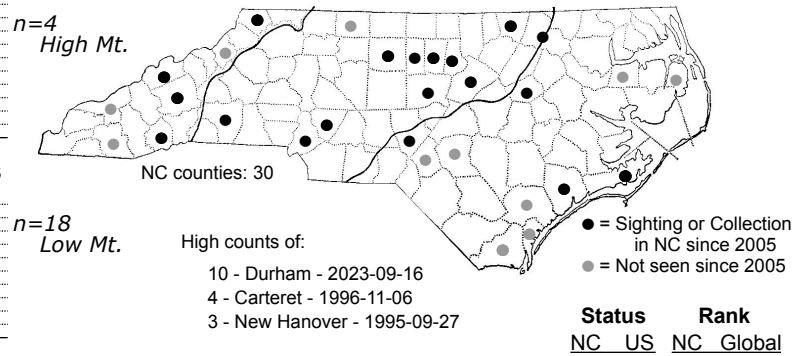 n=4
High Mt.
NC counties: 30
n=18
Low Mt.
High counts of:
10 - Durham - 2023-09-16
4 - Carteret - 1996-11-06
3 - New Hanover - 1995-09-27
● = Sighting or Collection
in NC since 2005
● = Not seen since 2005
Status Rank
NC US NC Global